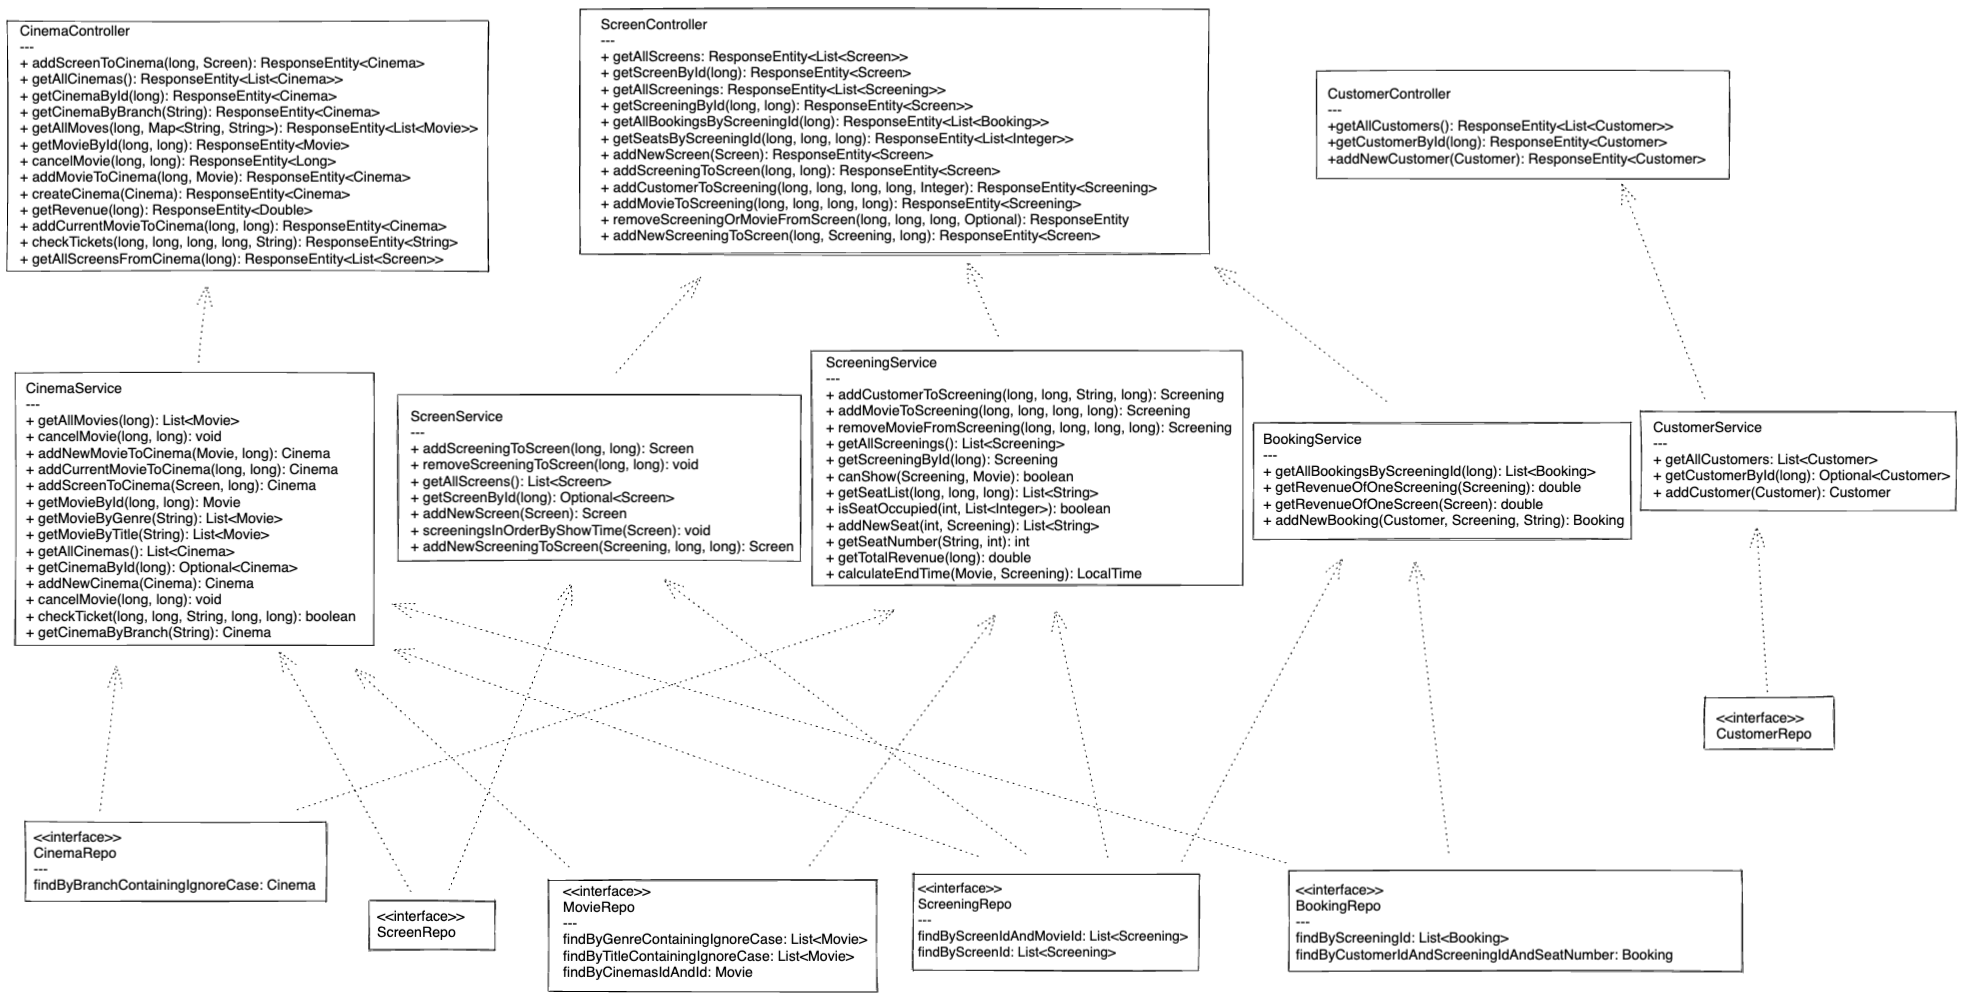 CinemaController
---
+ addScreenToCinema(long, Screen): ResponseEntity<Cinema>
+ getAllCinemas(): ResponseEntity<List<Cinema>>
+ getCinemaById(long): ResponseEntity<Cinema>
+ getCinemaByBranch(String): ResponseEntity<Cinema>
+ getAllMoves(long, Map<String, String>): ResponseEntity<List<Movie>>
+ getMovieById(long, long): ResponseEntity<Movie>
+ cancelMovie(long, long): ResponseEntity<Long>
+ addMovieToCinema(long, Movie): ResponseEntity<Cinema>
+ createCinema(Cinema): ResponseEntity<Cinema>
+ getRevenue(long): ResponseEntity<Double>
+ addCurrentMovieToCinema(long, long): ResponseEntity<Cinema>
+ checkTickets(long, long, long, long, String): ResponseEntity<String>
+ getAllScreensFromCinema(long): ResponseEntity<List<Screen>>
ScreenController
---
+ getAllScreens: ResponseEntity<List<Screen>>
+ getScreenById(long): ResponseEntity<Screen>
+ getAllScreenings: ResponseEntity<List<Screening>>
+ getScreeningById(long, long): ResponseEntity<Screen>>
+ getAllBookingsByScreeningId(long): ResponseEntity<List<Booking>>
+ getSeatsByScreeningId(long, long, long): ResponseEntity<List<Integer>>
+ addNewScreen(Screen): ResponseEntity<Screen>
+ addScreeningToScreen(long, long): ResponseEntity<Screen>
+ addCustomerToScreening(long, long, long, long, Integer): ResponseEntity<Screening>
+ addMovieToScreening(long, long, long, long): ResponseEntity<Screening>
+ removeScreeningOrMovieFromScreen(long, long, long, Optional): ResponseEntity
+ addNewScreeningToScreen(long, Screening, long): ResponseEntity<Screen>
CustomerController
---
+getAllCustomers(): ResponseEntity<List<Customer>>
+getCustomerById(long): ResponseEntity<Customer>
+addNewCustomer(Customer): ResponseEntity<Customer>
CinemaService
---
+ getAllMovies(long): List<Movie>
+ cancelMovie(long, long): void
+ addNewMovieToCinema(Movie, long): Cinema
+ addCurrentMovieToCinema(long, long): Cinema
+ addScreenToCinema(Screen, long): Cinema
+ getMovieById(long, long): Movie
+ getMovieByGenre(String): List<Movie>
+ getMovieByTitle(String): List<Movie>
+ getAllCinemas(): List<Cinema>
+ getCinemaById(long): Optional<Cinema>
+ addNewCinema(Cinema): Cinema
+ cancelMovie(long, long): void
+ checkTicket(long, long, String, long, long): boolean
+ getCinemaByBranch(String): Cinema
ScreenService
---
+ addScreeningToScreen(long, long): Screen
+ removeScreeningToScreen(long, long): void
+ getAllScreens(): List<Screen>
+ getScreenById(long): Optional<Screen>
+ addNewScreen(Screen): Screen
+ screeningsInOrderByShowTime(Screen): void
+ addNewScreeningToScreen(Screening, long, long): Screen
ScreeningService
---
+ addCustomerToScreening(long, long, String, long): Screening
+ addMovieToScreening(long, long, long, long): Screening
+ removeMovieFromScreening(long, long, long, long): Screening
+ getAllScreenings(): List<Screening>
+ getScreeningById(long): Screening
+ canShow(Screening, Movie): boolean
+ getSeatList(long, long, long): List<String>
+ isSeatOccupied(int, List<Integer>): boolean
+ addNewSeat(int, Screening): List<String>
+ getSeatNumber(String, int): int
+ getTotalRevenue(long): double
+ calculateEndTime(Movie, Screening): LocalTime
BookingService
---
+ getAllBookingsByScreeningId(long): List<Booking>
+ getRevenueOfOneScreening(Screening): double
+ getRevenueOfOneScreen(Screen): double
+ addNewBooking(Customer, Screening, String): Booking
CustomerService
---
+ getAllCustomers: List<Customer>
+ getCustomerById(long): Optional<Customer>
+ addCustomer(Customer): Customer
<<interface>>
CustomerRepo
<<interface>>
CinemaRepo
---
findByBranchContainingIgnoreCase: Cinema
<<interface>>
ScreenRepo
<<interface>>
MovieRepo
---
findByGenreContainingIgnoreCase: List<Movie>
findByTitleContainingIgnoreCase: List<Movie>
findByCinemasIdAndId: Movie
<<interface>>
ScreeningRepo
---
findByScreenIdAndMovieId: List<Screening>
findByScreenId: List<Screening>
<<interface>>
BookingRepo
---
findByScreeningId: List<Booking>
findByCustomerIdAndScreeningIdAndSeatNumber: Booking